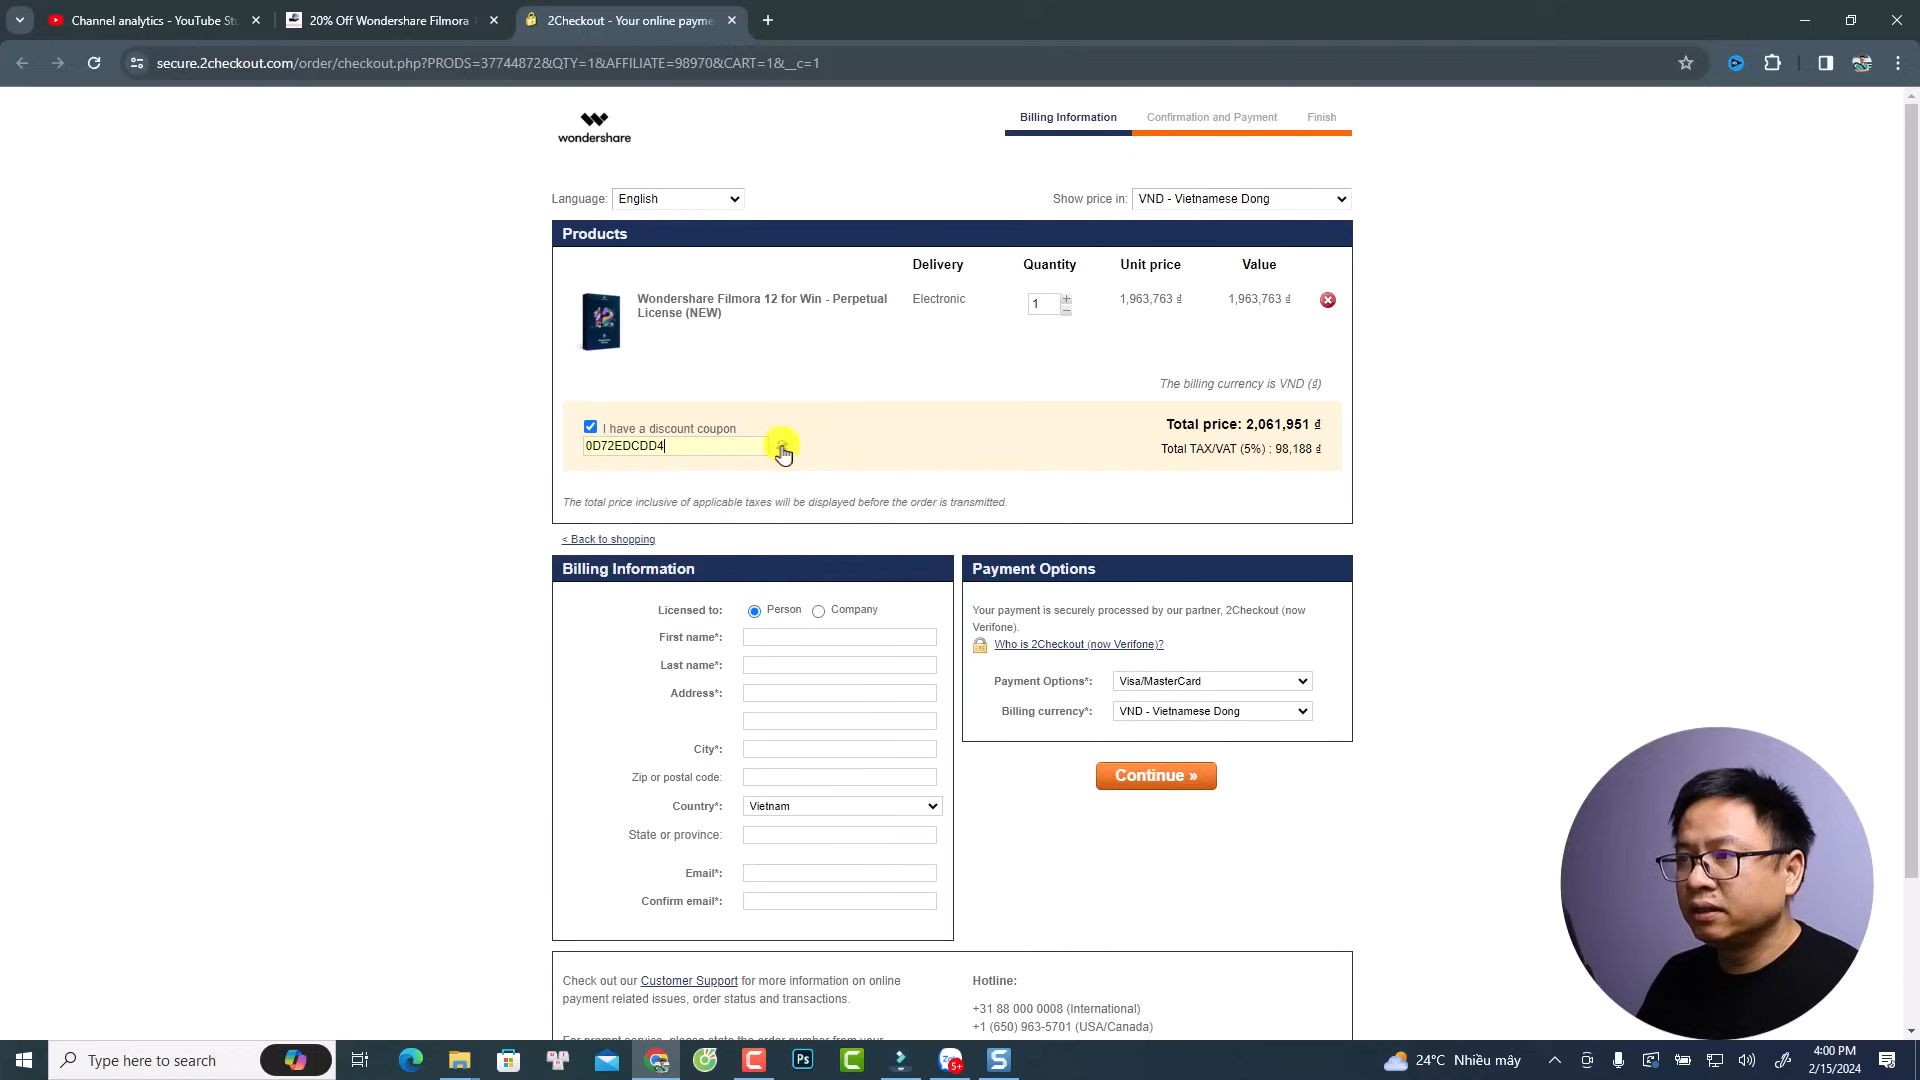 Channel analytics - YouTube Stu
20% Off Wondershare Filmora
2Checkout - Your online payme
secure.2checkout.com/order/checkout.php?PRODS=37744872&QTY=1&AFFILIATE=98970&CART=1&__c=1
wondershare
Billing Information Confirmation and Payment Finish
Language: English
Show price in: VND - Vietnamese Dong
Products
Delivery Quantity Unit price Value
Wondershare Filmora 12 for Win - Perpetual
License (NEW)
Electronic 1 1,963,763 ₫ 1,963,763 ₫
The billing currency is VND (₫)
I have a discount coupon
0D72EDCDD4
Total price: 2,061,951 ₫
Total TAX/VAT (5%) : 98,188 ₫
The total price inclusive of applicable taxes will be displayed before the order is transmitted.
< Back to shopping
Billing Information
Licensed to: Person Company
First name*:
Last name*:
Address*:
City*:
Zip or postal code:
Country*: Vietnam
State or province:
Email*:
Confirm email*:
Payment Options
Your payment is securely processed by our partner, 2Checkout (now
Verifone).
Who is 2Checkout (now Verifone)?
Payment Options*: Visa/MasterCard
Billing currency*: VND - Vietnamese Dong
Continue »
Check out our Customer Support for more information on online
payment related issues, order status and transactions.
Hotline:
+31 88 000 0008 (International)
+1 (650) 963-5701 (USA/Canada)
Type here to search
Ps
C
C
5+
S
24°C Nhiều mây
4:00 PM
2/15/2024